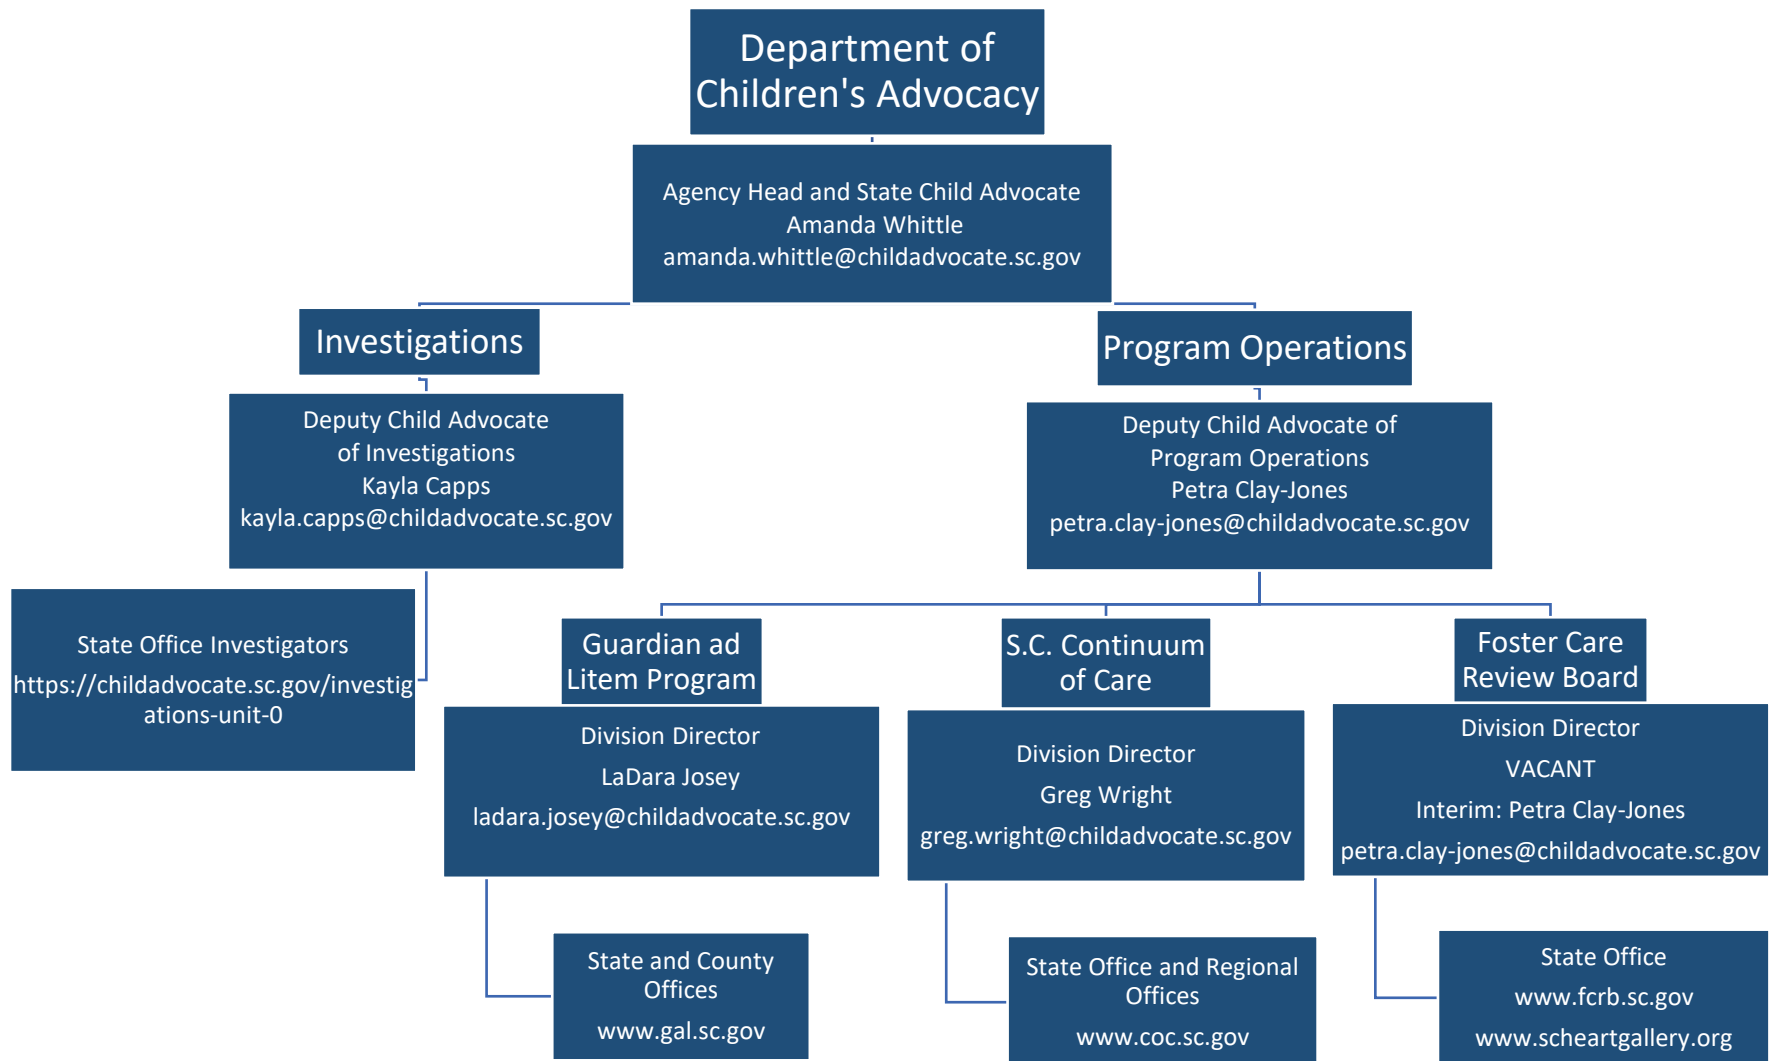 Department of
Children's Advocacy
Agency Head and State Child Advocate
Amanda Whittle
amanda.whittle@childadvocate.sc.gov
Investigations
Deputy Child Advocate
of Investigations
Kayla Capps
kayla.capps@childadvocate.sc.gov
State Office Investigators
https://childadvocate.sc.gov/investig
ations-unit-0
Program Operations
Deputy Child Advocate of
Program Operations
Petra Clay-Jones
petra.clay-jones@childadvocate.sc.gov
Guardian ad
Litem Program
Division Director
LaDara Josey
ladara.josey@childadvocate.sc.gov
State and County
Offices
www.gal.sc.gov
S.C. Continuum
of Care
Division Director
Greg Wright
greg.wright@childadvocate.sc.gov
State Office and Regional
Offices
www.coc.sc.gov
Foster Care
Review Board
Division Director
VACANT
Interim: Petra Clay-Jones
petra.clay-jones@childadvocate.sc.gov
State Office
www.fcrb.sc.gov
www.scheartgallery.org